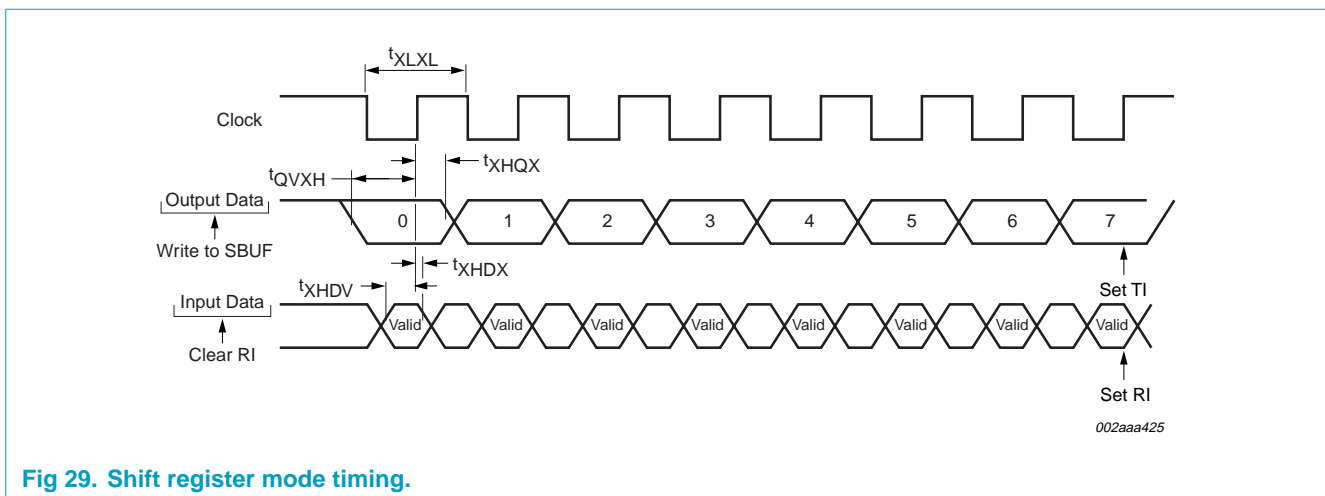 tXLXL
Clock
tXHQX
tQVXH
Output Data
0 1 2 3 4 5 6 7
Write to SBUF
tXHDX
Set TI
tXHDV
Input Data
Valid Valid Valid Valid Valid Valid Valid Valid
Clear RI
Set RI
002aaa425
Fig 29. Shift register mode timing.